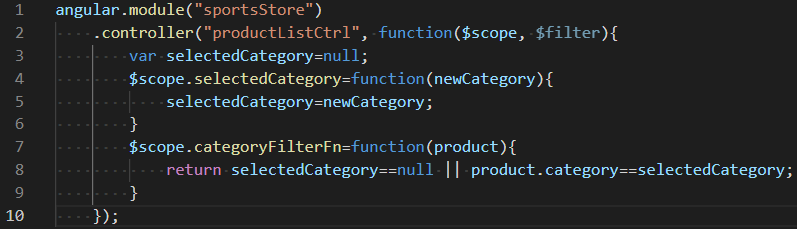 1 angular.module("sportsStore")
2 .controller("productListCtrl", function($scope, $filter){
3 var selectedCategory=null;
4 $scope.selectedCategory=function(newCategory){
5 selectedCategory=newCategory;
6 }
7 $scope.categoryFilterFn=function(product){
8 return selectedCategory==null || product.category==selectedCategory;
9 }
10 });